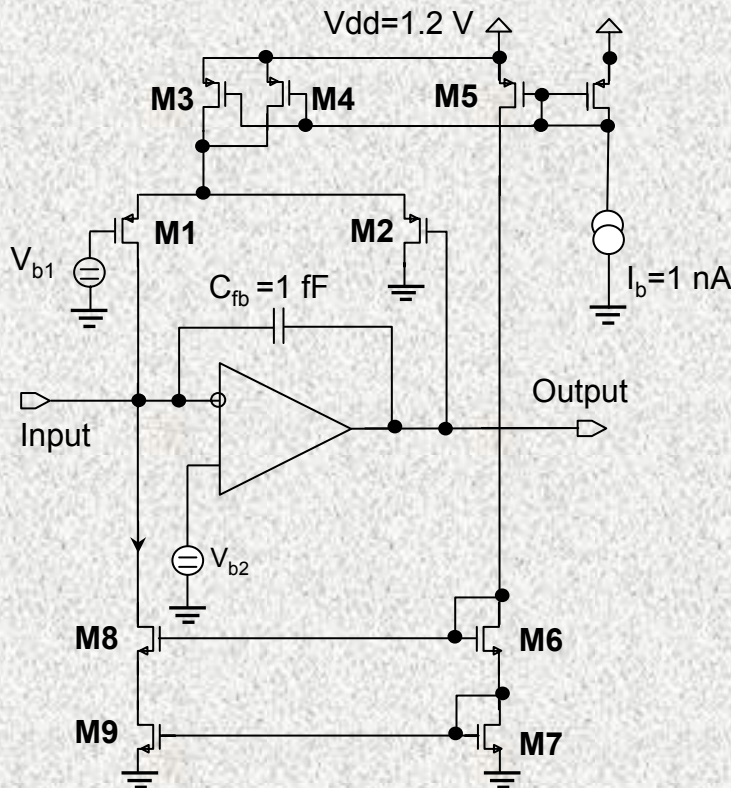 Vdd=1.2 V
M3
M4
M5
M1
M2
Vb1
Cfb =1 fF
Ib=1 nA
Input
Output
Vb2
M8
M6
M9
M7